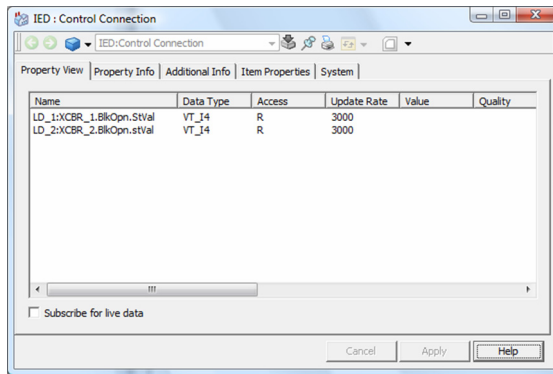 IED : Control Connection
IED:Control Connection
Property View Property Info Additional Info Item Properties System
Name Data Type Access Update Rate Value Quality
LD_1:XCBR_1.BlkOpn.StVal VT_I4 R 3000
LD_2:XCBR_2.BlkOpn.StVal VT_I4 R 3000
Subscribe for live data
Cancel Apply Help